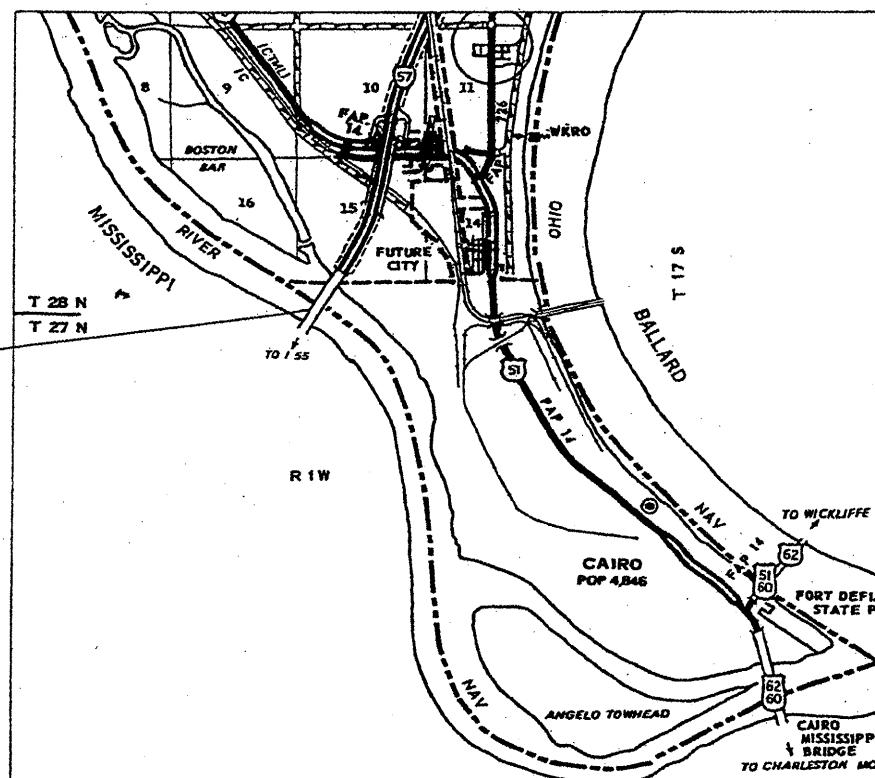 ICTMU
IC
57
8
9
10
11
FAP
14
226
WKRO
BOSTON
BAR
FAP
16
15
14
OHIO
MISSISSIPPI
RIVER
FUTURE
CITY
T 17 S
T 28 N
T 27 N
TO I 55
BALLARD
51
FAP 14
R 1 W
NAV
TO WICKLIFFE
62
FAP 14
CAIRO
POP 4,846
51
60
FORT DEFI
STATE P
NAV
62
60
ANGELO TOWHEAD
CAIRO
MISSISSIPP
BRIDGE
TO CHARLESTON MO